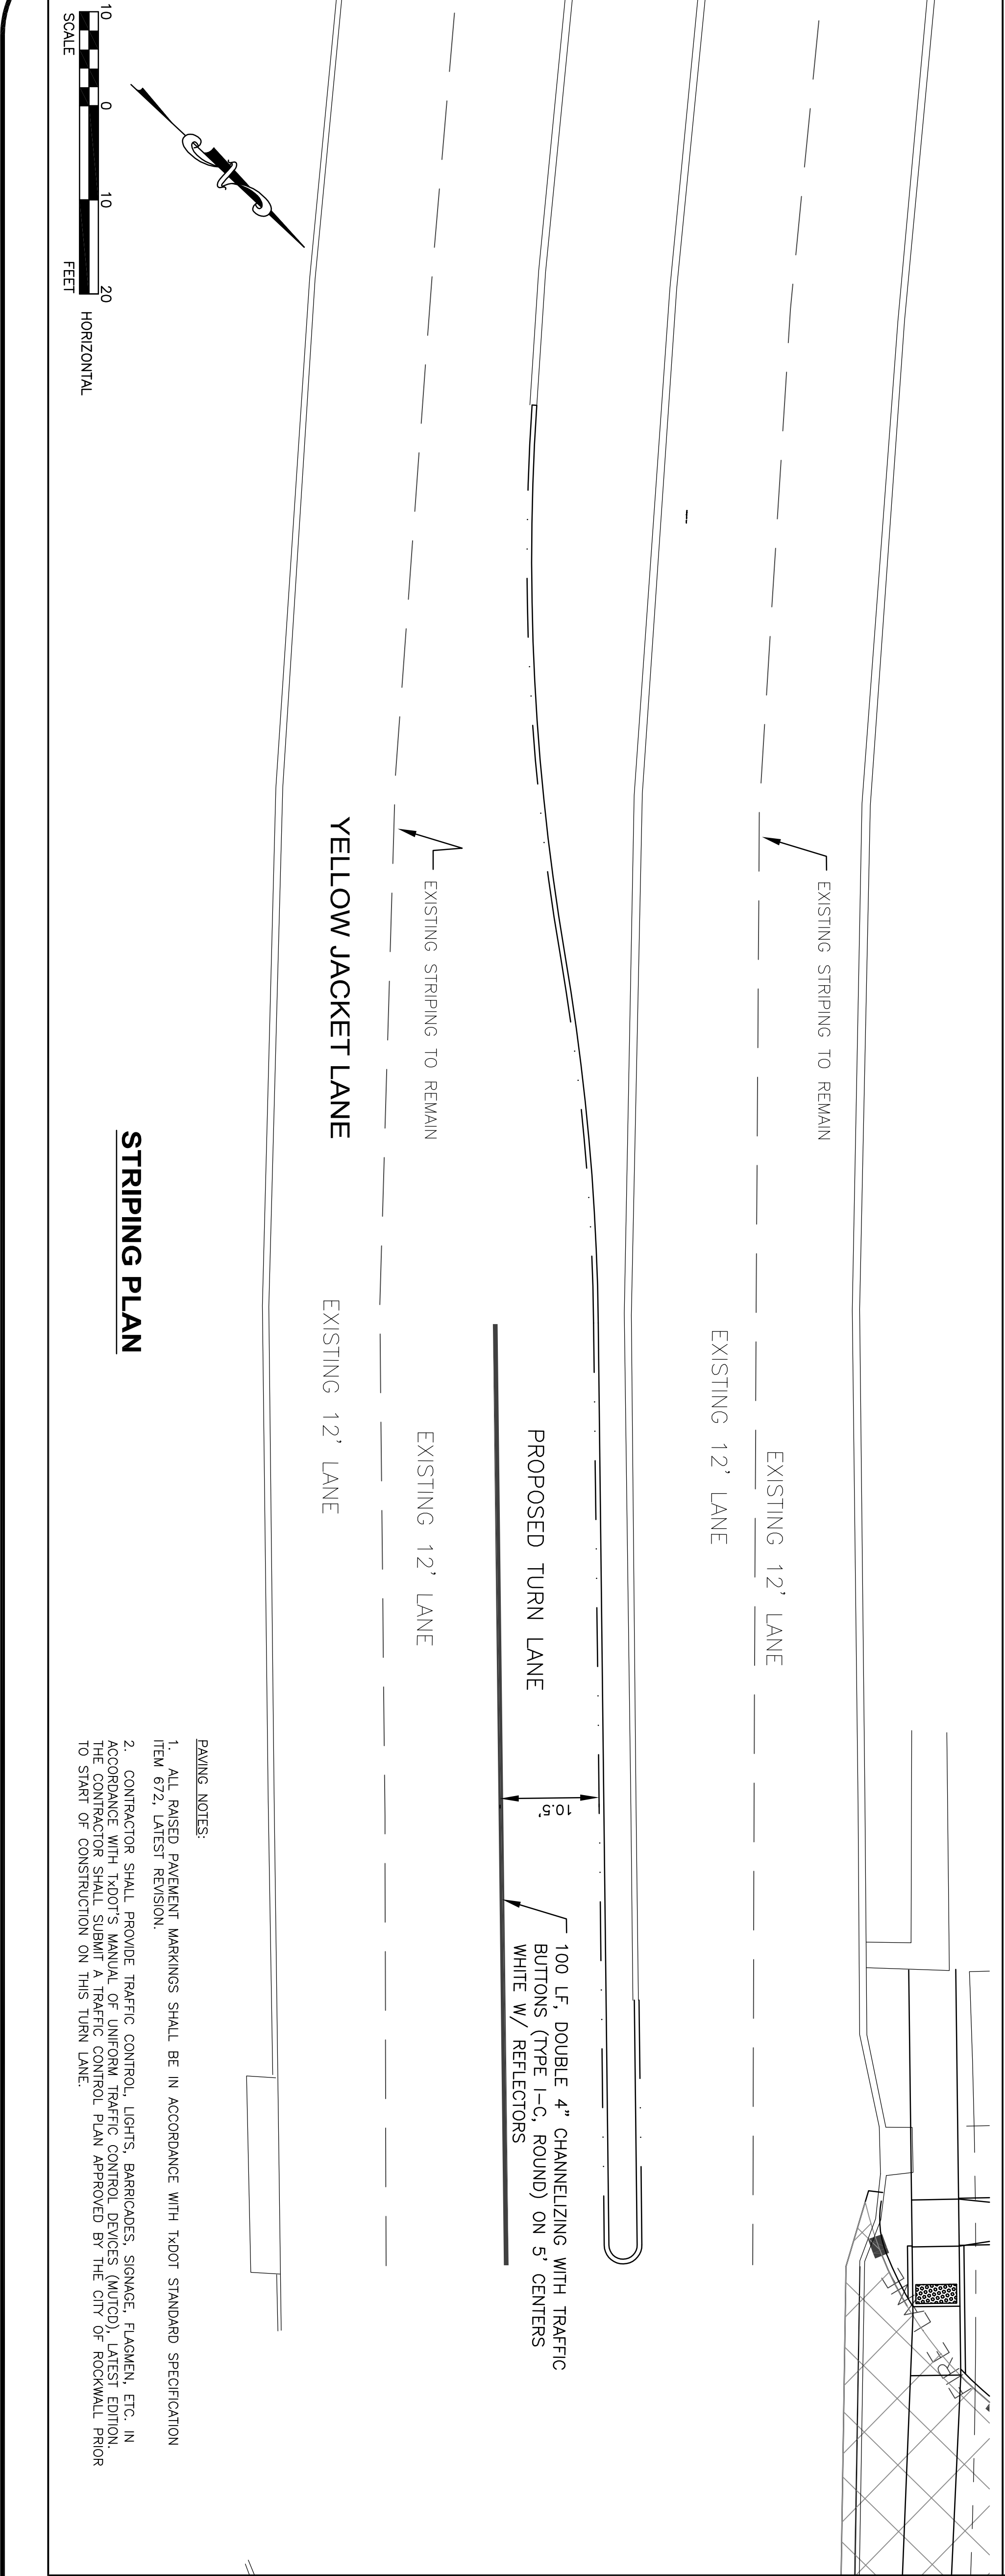 10 0 10 20
SCALE FEET
HORIZONTAL
EXISTING STRIPING TO REMAIN
EXISTING STRIPING TO REMAIN
YELLOW JACKET LANE
EXISTING 12' LANE
EXISTING 12' LANE
PROPOSED TURN LANE
EXISTING 12' LANE
EXISTING 12' LANE
10.5'
100 LF, DOUBLE 4" CHANNELIZING WITH TRAFFIC
BUTTONS (TYPE I-C, ROUND) ON 5' CENTERS
WHITE W/ REFLECTORS
FIRE LANE
STRIPING PLAN
PAVING NOTES:
1. ALL RAISED PAVEMENT MARKINGS SHALL BE IN ACCORDANCE WITH TxDOT STANDARD SPECIFICATION
ITEM 672, LATEST REVISION.
2. CONTRACTOR SHALL PROVIDE TRAFFIC CONTROL, LIGHTS, BARRICADES, SIGNAGE, FLAGMEN, ETC. IN
ACCORDANCE WITH TxDOT'S MANUAL OF UNIFORM TRAFFIC CONTROL DEVICES (MUTCD), LATEST EDITION.
THE CONTRACTOR SHALL SUBMIT A TRAFFIC CONTROL PLAN APPROVED BY THE CITY OF ROCKWALL PRIOR
TO START OF CONSTRUCTION ON THIS TURN LANE.